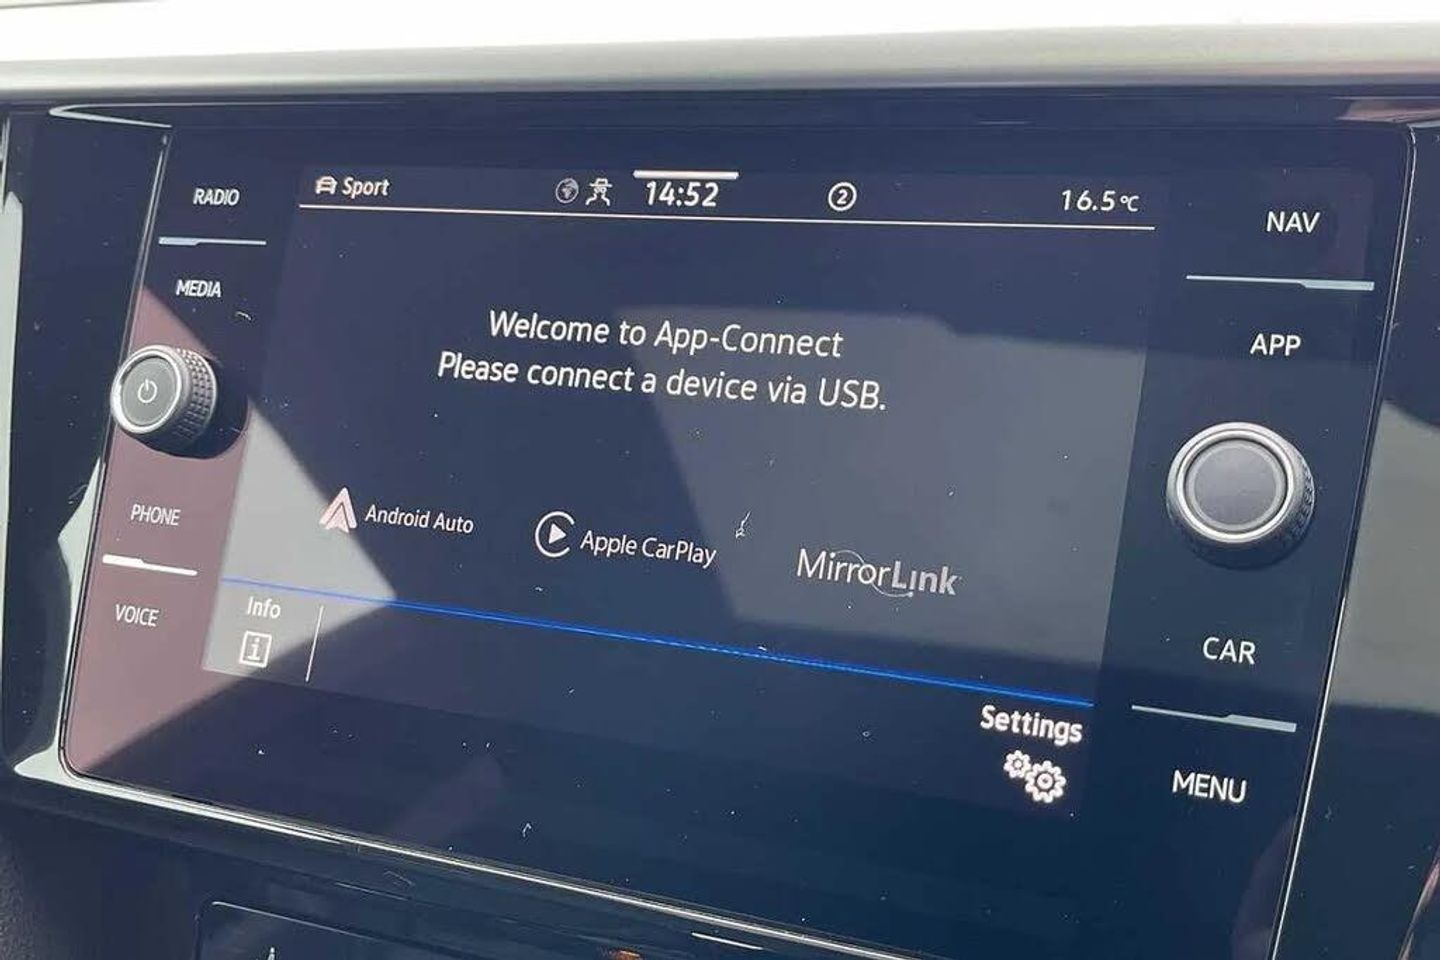 RADIO
Sport 14:52 2 16.5°C
NAV
MEDIA
Welcome to App-Connect
Please connect a device via USB.
APP
PHONE
Android Auto Apple CarPlay MirrorLink
VOICE
Info
i
CAR
Settings
MENU